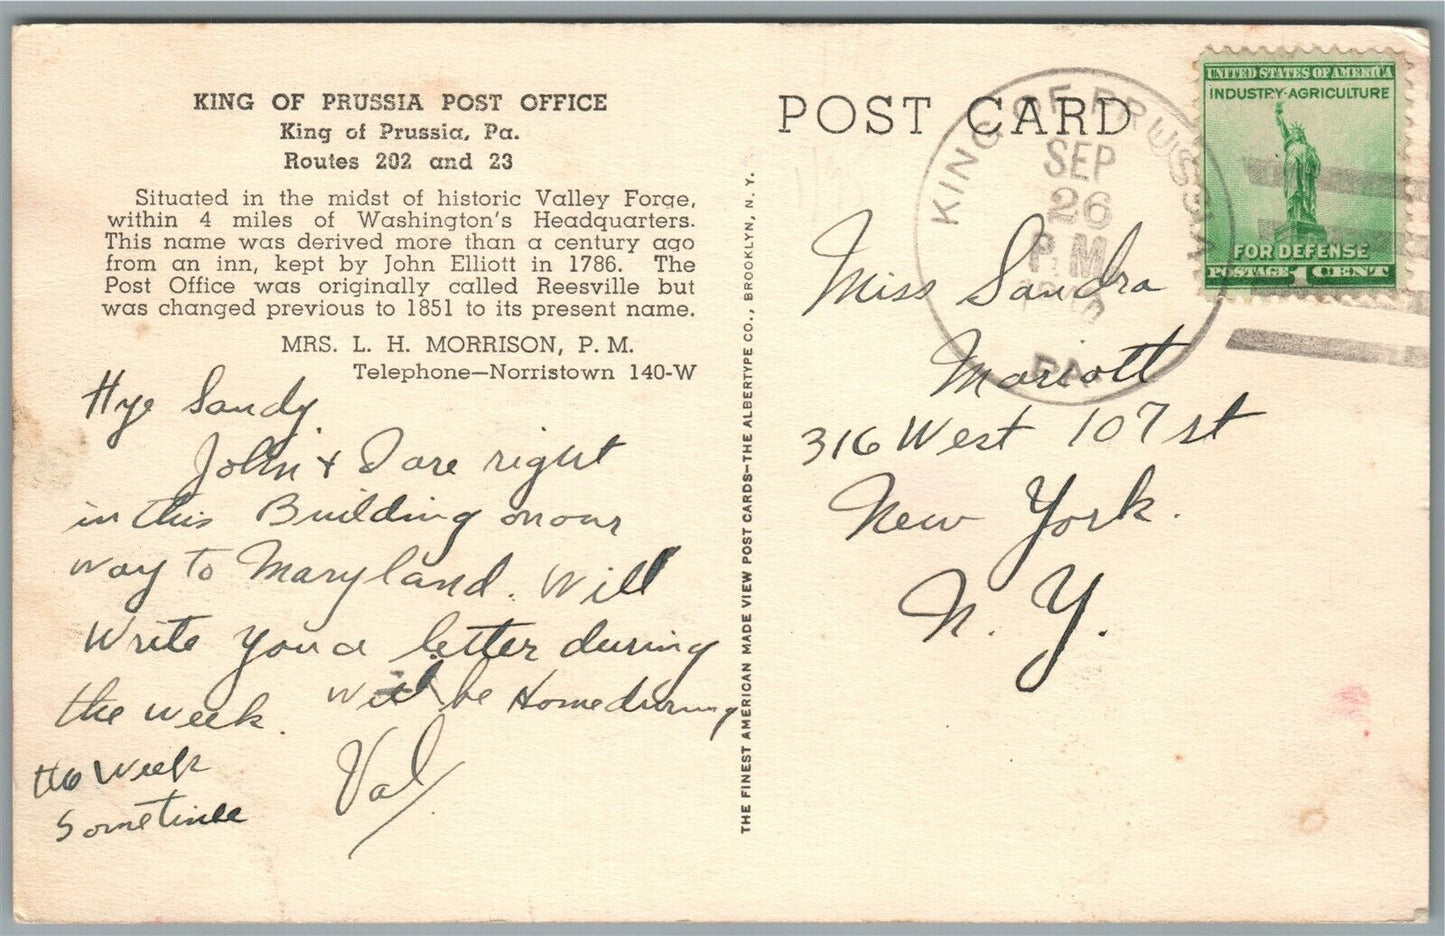 KING OF PRUSSIA POST OFFICE
King of Prussia, Pa.
Routes 202 and 23
Situated in the midst of historic Valley Forge,
within 4 miles of Washington's Headquarters.
This name was derived more than a century ago
from an inn, kept by John Elliott in 1786. The
Post Office was originally called Reesville but
was changed previous to 1851 to its present name.
MRS. L. H. MORRISON, P. M.
Telephone—Norristown 140-W
Hye Sandy
John + I are right
in this Building on our
way to Maryland. Will
Write you a letter during
the week. Will be Home during
the week
Sometime
Val
THE FINEST AMERICAN MADE VIEW POST CARDS—THE ALBERTYPE CO., BROOKLYN, N. Y.
POST CARD
KING OF PRUSSIA
SEP
26
P.M.
PA.
UNITED STATES OF AMERICA
INDUSTRY·AGRICULTURE
FOR DEFENSE
POSTAGE 1 CENT
Miss Sandra
Mariott
316 West 107 st
New York.
N. Y.